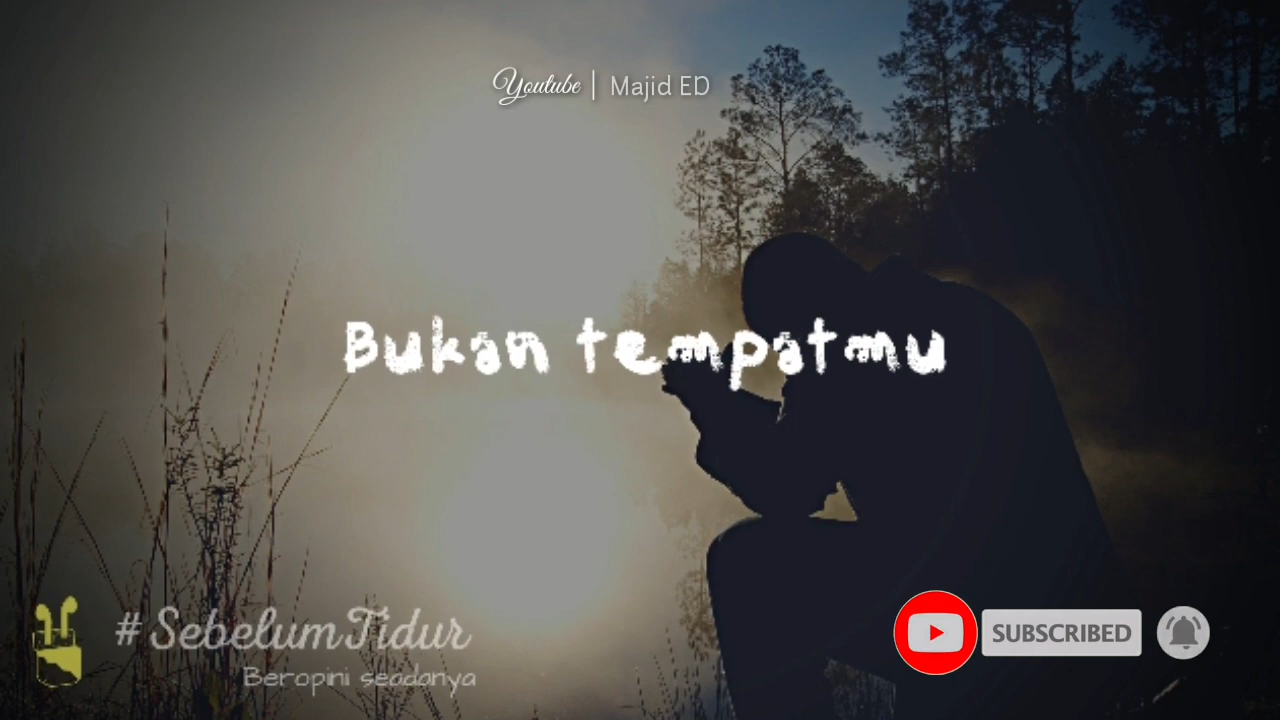 Youtube | Majid ED
Bukan tempatmu
#SebelumTidur
Beropini seadanya
SUBSCRIBED